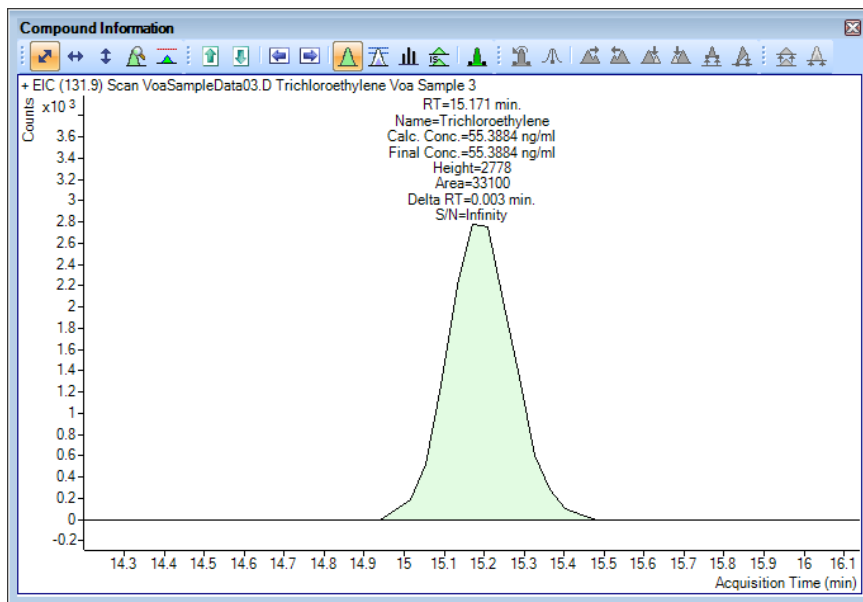 Compound Information
+ EIC (131.9) Scan VoaSampleData03.D Trichloroethylene Voa Sample 3
Counts
x10 3
RT=15.171 min.
Name=Trichloroethylene
Calc. Conc.=55.3884 ng/ml
Final Conc.=55.3884 ng/ml
Height=2778
Area=33100
Delta RT=0.003 min.
S/N=Infinity
3.6
3.4
3.2
3
2.8
2.6
2.4
2.2
2
1.8
1.6
1.4
1.2
1
0.8
0.6
0.4
0.2
0
-0.2
14.3 14.4 14.5 14.6 14.7 14.8 14.9 15 15.1 15.2 15.3 15.4 15.5 15.6 15.7 15.8 15.9 16 16.1
Acquisition Time (min)